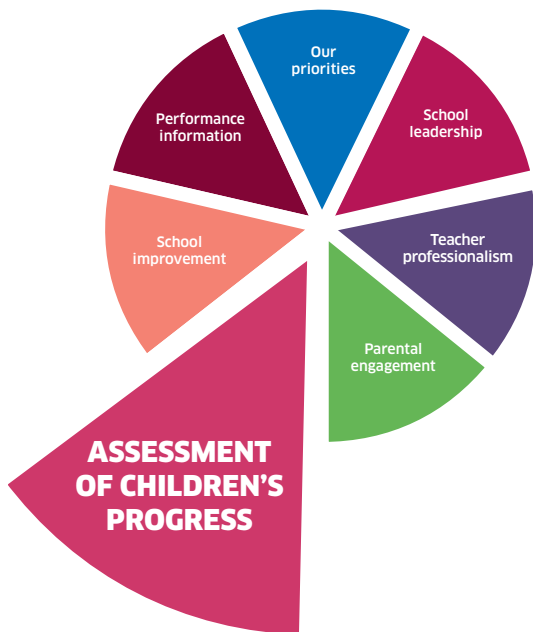 Our
priorities
School
leadership
Performance
information
Teacher
professionalism
School
improvement
Parental
engagement
ASSESSMENT
OF CHILDREN'S
PROGRESS